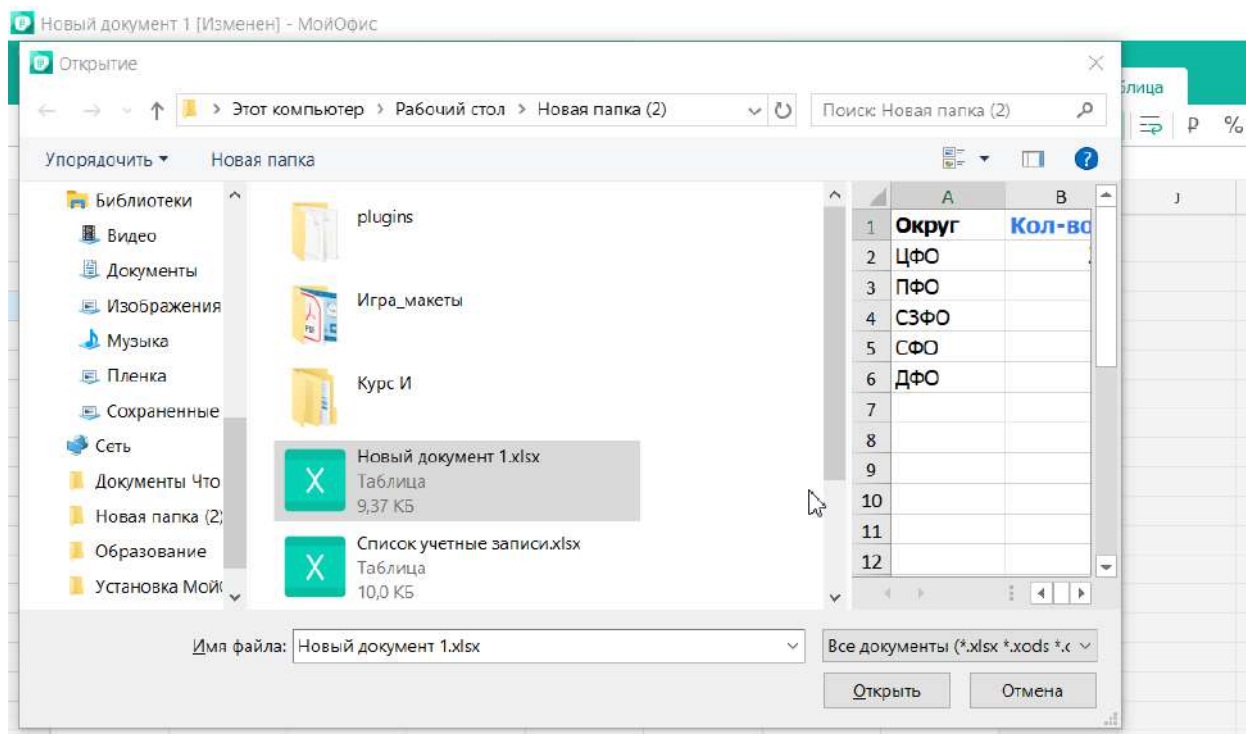 Новый документ 1 [Изменен] - МойОфис
Открытие
Этот компьютер > Рабочий стол > Новая папка (2)
Поиск: Новая папка (2)
Упорядочить
Новая папка
блица
₽ %
Библиотеки
Видео
Документы
Изображения
Музыка
Пленка
Сохраненные
Сеть
Документы Что
Новая папка (2)
Образование
Установка Мой
plugins
Игра_макеты
Курс И
Новый документ 1.xlsx
Таблица
9,37 КБ
Список учетные записи.xlsx
Таблица
10,0 КБ
A B
1 Округ Кол-во
2 ЦФО
3 ПФО
4 СЗФО
5 СФО
6 ДФО
7
8
9
10
11
12
J
Имя файла: Новый документ 1.xlsx
Все документы (*.xlsx *.xods *.
Открыть
Отмена